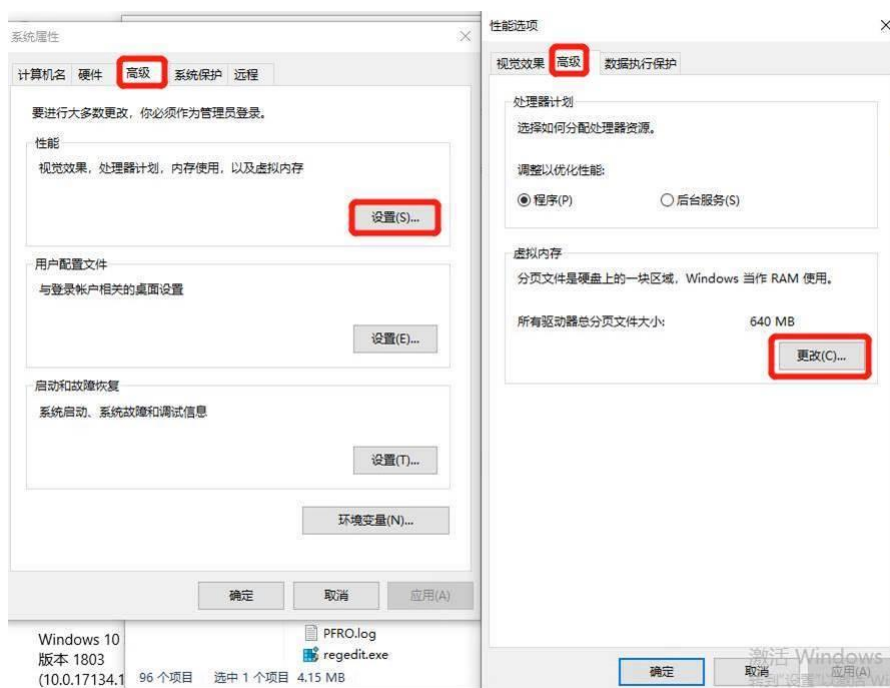 系统属性
计算机名 硬件 高级 系统保护 远程
要进行大多数更改，你必须作为管理员登录。
性能
视觉效果，处理器计划，内存使用，以及虚拟内存
设置(S)...
用户配置文件
与登录帐户相关的桌面设置
设置(E)...
启动和故障恢复
系统启动、系统故障和调试信息
设置(T)...
环境变量(N)...
确定 取消 应用(A)
Windows 10
版本 1803
(10.0.17134.1
PFRO.log
regedit.exe
96 个项目 选中 1 个项目 4.15 MB
性能选项
视觉效果 高级 数据执行保护
处理器计划
选择如何分配处理器资源。
调整以优化性能:
程序(P) 后台服务(S)
虚拟内存
分页文件是硬盘上的一块区域，Windows 当作 RAM 使用。
所有驱动器总分页文件大小: 640 MB
更改(C)...
激活 Windows
确定 取消 应用(A)